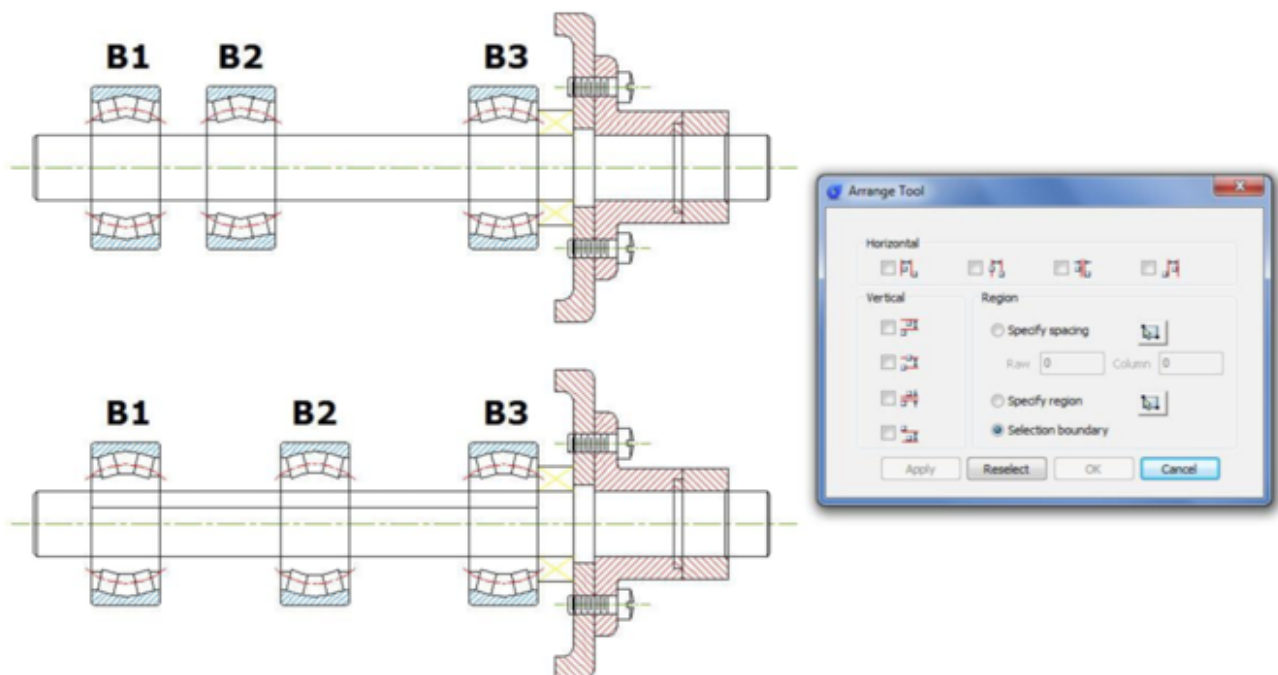 B1 B2 B3
Arrange Tool
Horizontal
Vertical Region
Specify spacing
Raw 0 Column 0
Specify region
Selection boundary
Apply Reselect OK Cancel
B1 B2 B3